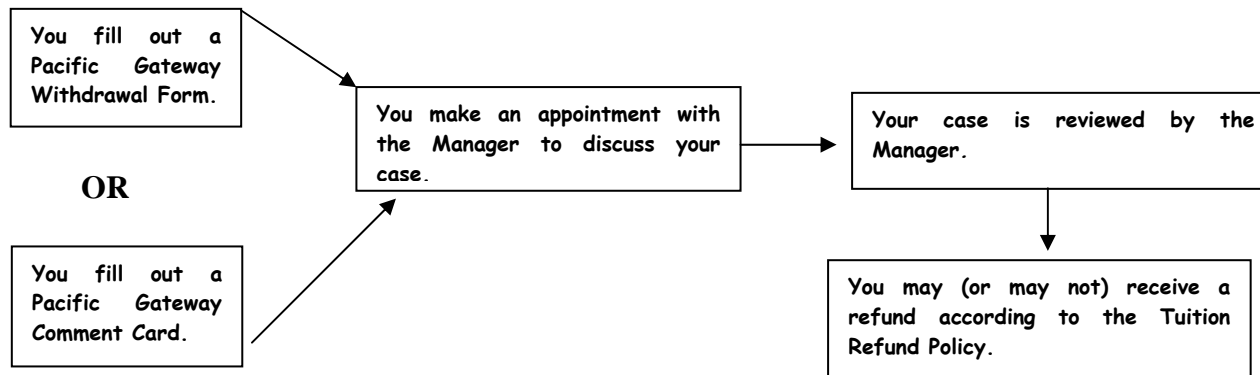 You fill out a
Pacific Gateway
Withdrawal Form.
OR
You fill out a
Pacific Gateway
Comment Card.
You make an appointment with
the Manager to discuss your
case.
Your case is reviewed by the
Manager.
You may (or may not) receive a
refund according to the Tuition
Refund Policy.